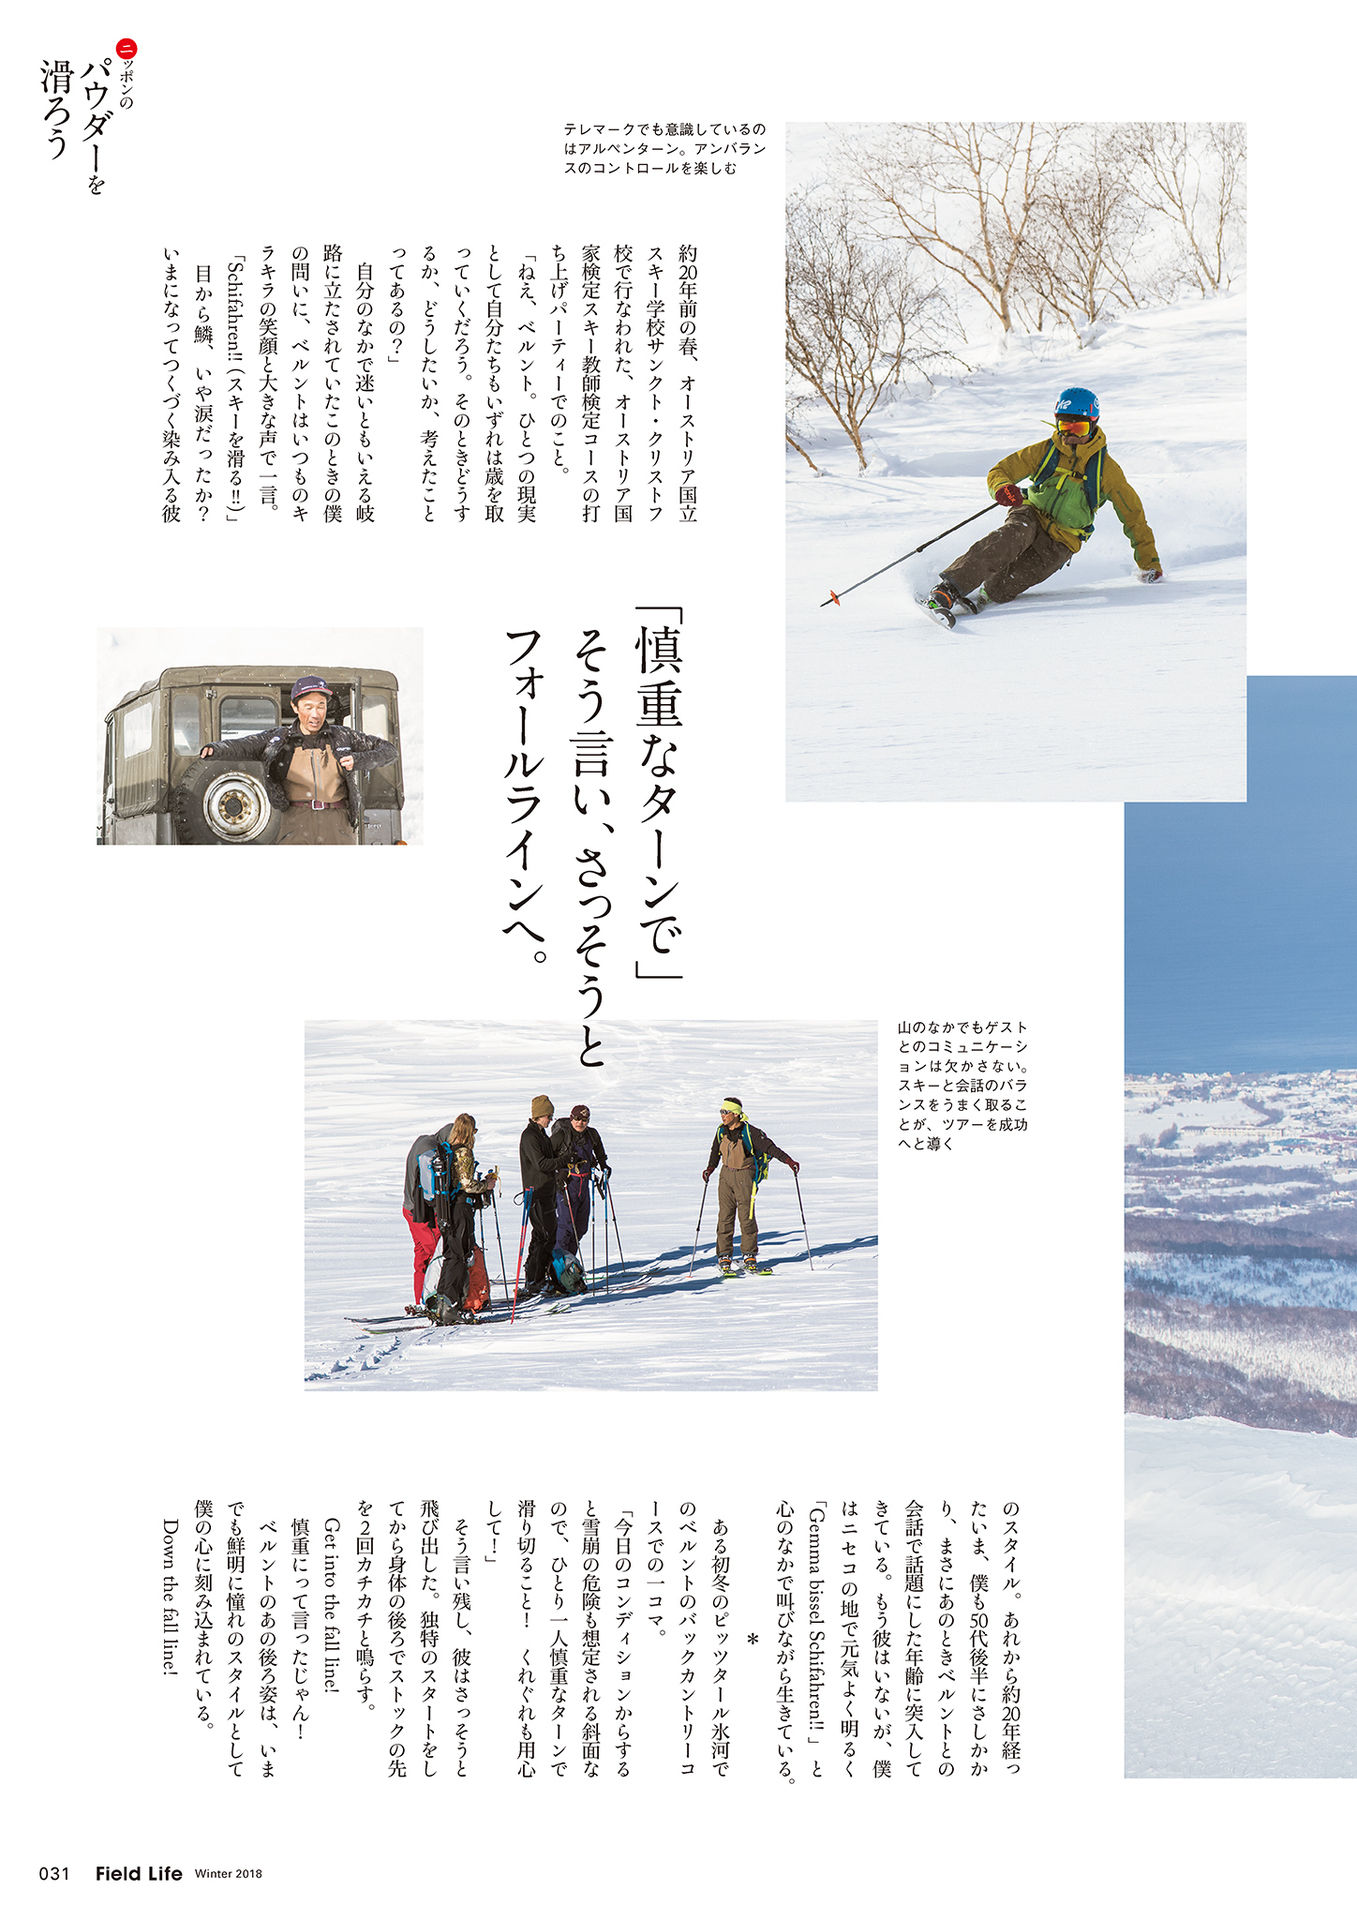 ニッポンの
パウダーを
滑ろう
テレマークでも意識しているの
はアルペンターン。アンバラン
スのコントロールを楽しむ
約20年前の春、オーストリア国立
スキー学校サンクト・クリストフ
校で行なわれた、オーストリア国
家検定スキー教師検定コースの打
ち上げパーティーでのこと。
「ねえ、ベルント。ひとつの現実
として自分たちもいずれは歳を取
っていくだろう。そのときどうす
るか、どうしたいか、考えたこと
ってあるの？」
自分のなかで迷いともいえる岐
路に立たされていたこのときの僕
の問いに、ベルントはいつものキ
ラキラの笑顔と大きな声で一言。
「Schifahren!!（スキーを滑る!!）」
目から鱗、いや涙だったか？
いまになってつくづく染み入る彼
「慎重なターンで」
そう言い、さっそうと
フォールラインへ。
山のなかでもゲスト
とのコミュニケーシ
ョンは欠かさない。
スキーと会話のバラ
ンスをうまく取るこ
とが、ツアーを成功
へと導く
のスタイル。あれから約20年経っ
たいま、僕も50代後半にさしかか
り、まさにあのときベルントとの
会話で話題にした年齢に突入して
きている。もう彼はいないが、僕
はニセコの地で元気よく明るく
「Gemma bissel Schifahren!!」と
心のなかで叫びながら生きている。
＊
ある初冬のピッツタール氷河で
のベルントのバックカントリーコ
ースでの一コマ。
「今日のコンディションからする
と雪崩の危険も想定される斜面な
ので、ひとり一人慎重なターンで
滑り切ること！　くれぐれも用心
して！」
そう言い残し、彼はさっそうと
飛び出した。独特のスタートをし
てから身体の後ろでストックの先
を2回カチカチと鳴らす。
Get into the fall line!
慎重にって言ったじゃん！
ベルントのあの後ろ姿は、いま
でも鮮明に憧れのスタイルとして
僕の心に刻み込まれている。
Down the fall line!
031 Field Life Winter 2018